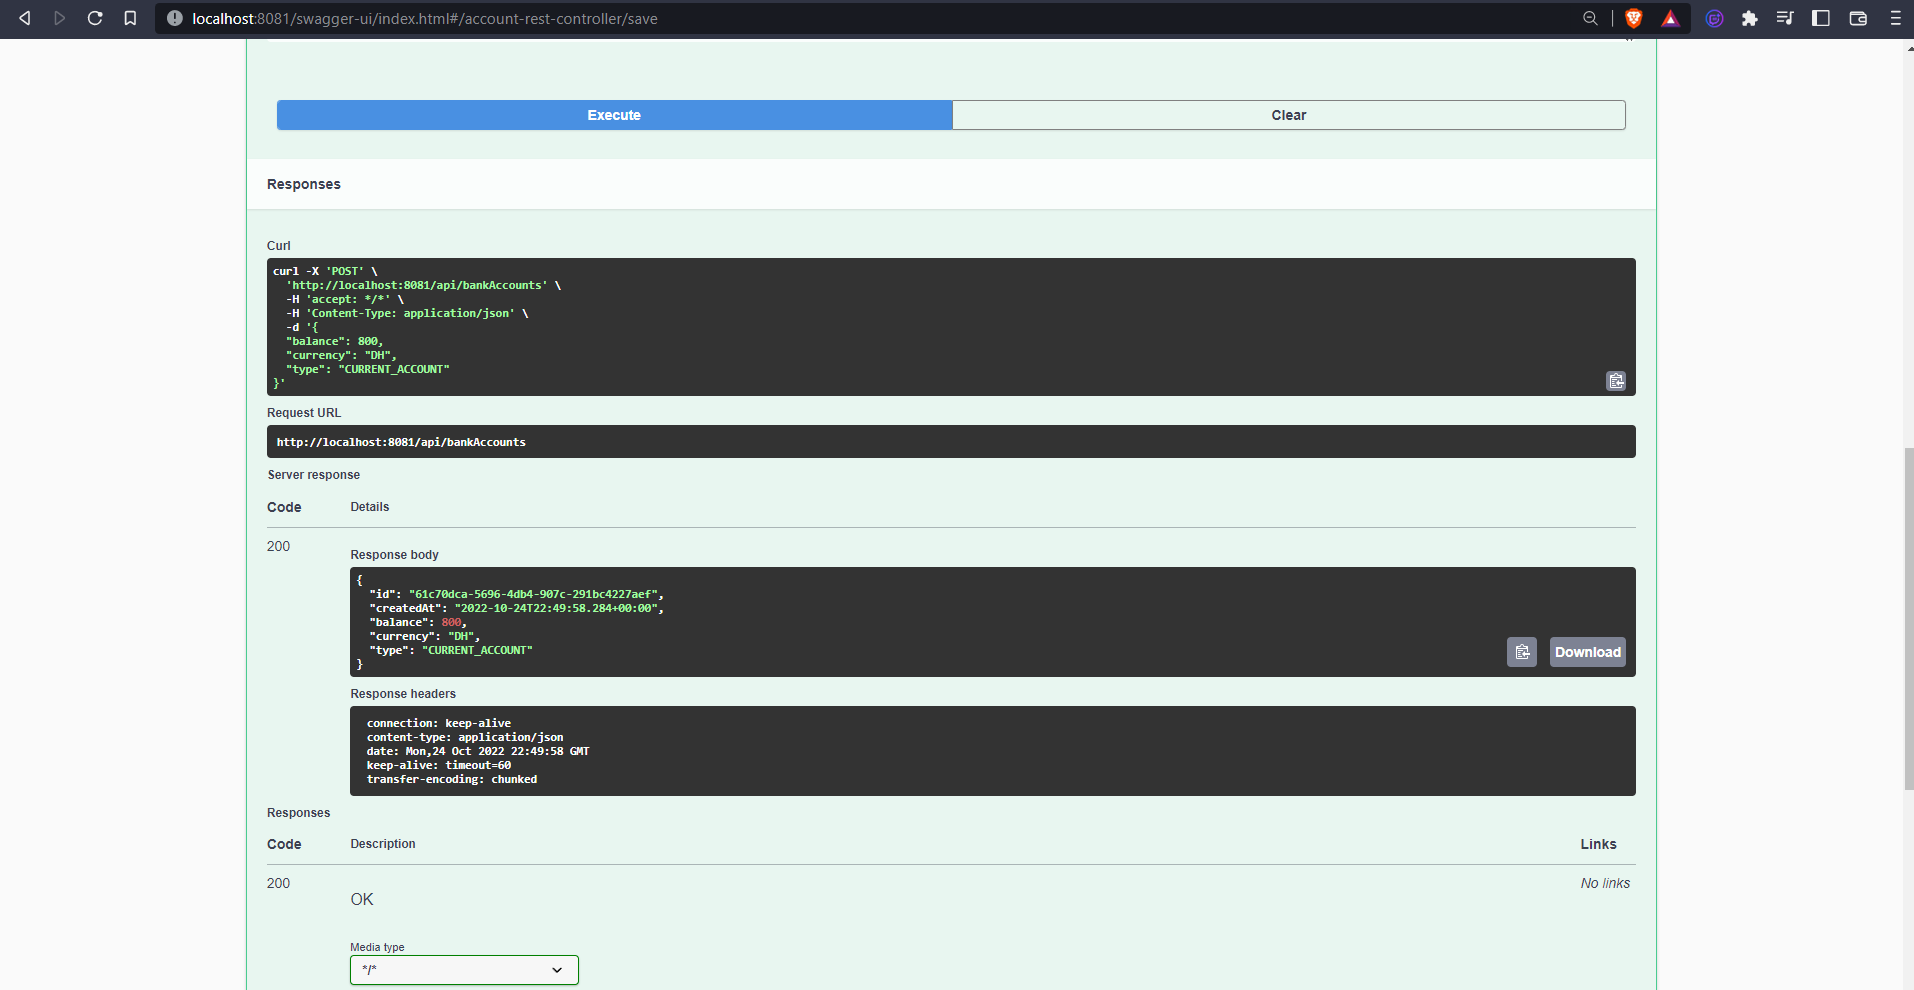 localhost:8081/swagger-ui/index.html#/account-rest-controller/save
Execute
Clear
Responses
Curl
curl -X 'POST' \
'http://localhost:8081/api/bankAccounts' \
-H 'accept: */*' \
-H 'Content-Type: application/json' \
-d '{
"balance": 800,
"currency": "DH",
"type": "CURRENT_ACCOUNT"
}'
Request URL
http://localhost:8081/api/bankAccounts
Server response
Code Details
200
Response body
{
"id": "61c70dca-5696-4db4-907c-291bc4227aef",
"createdAt": "2022-10-24T22:49:58.284+00:00",
"balance": 800,
"currency": "DH",
"type": "CURRENT_ACCOUNT"
}
Download
Response headers
connection: keep-alive
content-type: application/json
date: Mon,24 Oct 2022 22:49:58 GMT
keep-alive: timeout=60
transfer-encoding: chunked
Responses
Code Description Links
200 No links
OK
Media type
*/*